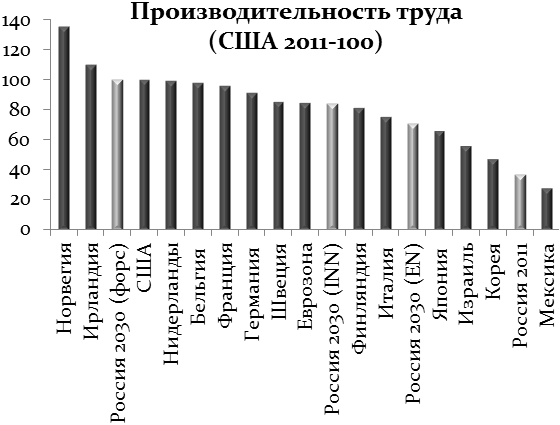 Производительность труда
(США 2011-100)
140
120
100
80
60
40
20
0
Норвегия
Ирландия
Россия 2030 (форс)
США
Нидерланды
Бельгия
Франция
Германия
Швеция
Еврозона
Россия 2030 (INN)
Финляндия
Италия
Россия 2030 (EN)
Япония
Израиль
Корея
Россия 2011
Мексика